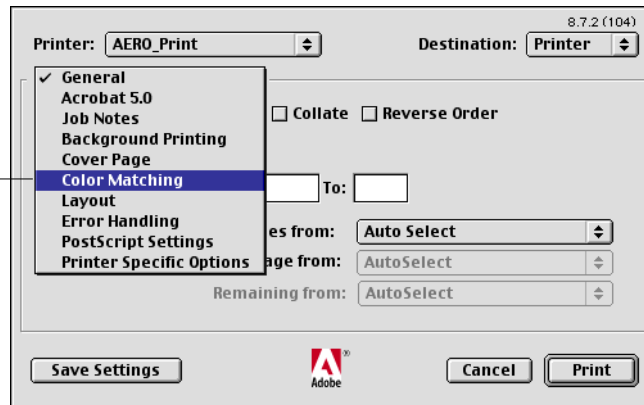 8.7.2 (104)
Printer: AERO_Print Destination: Printer
✓ General
Acrobat 5.0
Job Notes
Collate Reverse Order
Background Printing
Cover Page
Color Matching To:
Layout
Error Handling es from: Auto Select
PostScript Settings
Printer Specific Options age from: AutoSelect
Remaining from: AutoSelect
Save Settings Adobe® Cancel Print